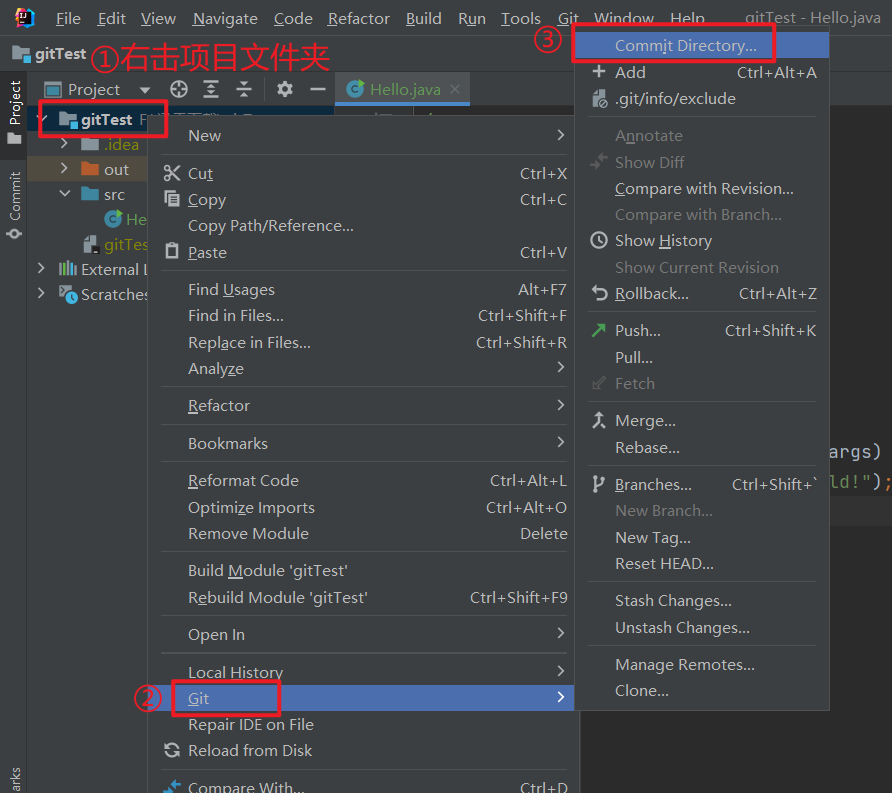 File Edit View Navigate Code Refactor Build Run Tools Git Window Help gitTest - Hello.java
gitTest
①右击项目文件夹
③
Project
Project
Hello.java
gitTest
.idea
out
src
He
gitTes
External L
Scratches
Commit
New
Cut Ctrl+X
Copy Ctrl+C
Copy Path/Reference...
Paste Ctrl+V
Find Usages Alt+F7
Find in Files... Ctrl+Shift+F
Replace in Files... Ctrl+Shift+R
Analyze
Refactor
Bookmarks
Reformat Code Ctrl+Alt+L
Optimize Imports Ctrl+Alt+O
Remove Module Delete
Build Module 'gitTest'
Rebuild Module 'gitTest' Ctrl+Shift+F9
Open In
Local History
② Git
Repair IDE on File
Reload from Disk
Compare With... Ctrl+D
Commit Directory...
Add Ctrl+Alt+A
.git/info/exclude
Annotate
Show Diff
Compare with Revision...
Compare with Branch...
Show History
Show Current Revision
Rollback... Ctrl+Alt+Z
Push... Ctrl+Shift+K
Pull...
Fetch
Merge...
Rebase...
Branches... Ctrl+Shift+`
New Branch...
New Tag...
Reset HEAD...
Stash Changes...
Unstash Changes...
Manage Remotes...
Clone...
args)
ld!");
arks